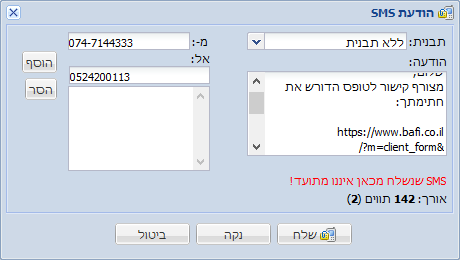 הודעת SMS
תבנית: ללא תבנית
מ-: 074-7144333
הודעה:
אל:
שלום,
מצורף קישור לטופס הדורש את
חתימתך:
https://www.bafi.co.il
/?m=client_form&
0524200113
הוסף
הסר
SMS שנשלח מכאן איננו מתועד!
אורך: 142 תווים (2)
שלח
נקה
ביטול